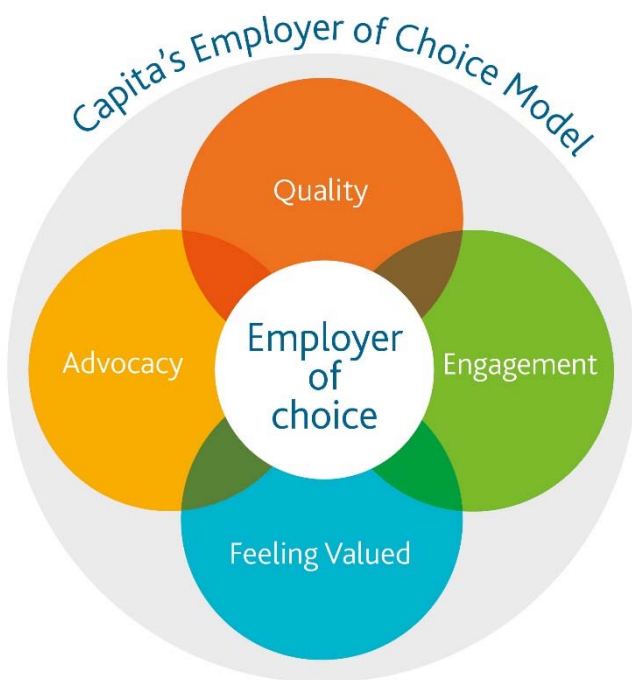 Capita's Employer of Choice Model
Quality
Advocacy
Employer
of
choice
Engagement
Feeling Valued